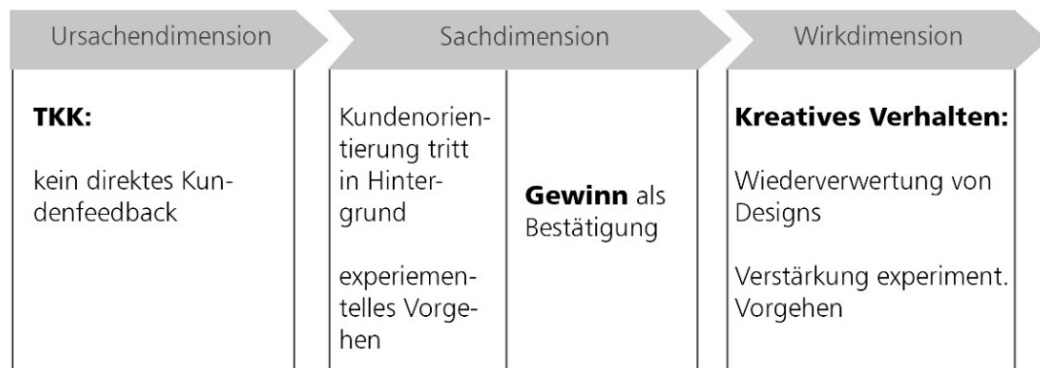 Ursachendimension
Sachdimension
Wirkdimension
TKK:
kein direktes Kun-
denfeedback
Kundenorien-
tierung tritt
in Hinter-
grund
experiemen-
telles Vorge-
hen
Gewinn als
Bestätigung
Kreatives Verhalten:
Wiederverwertung von
Designs
Verstärkung experiment.
Vorgehen